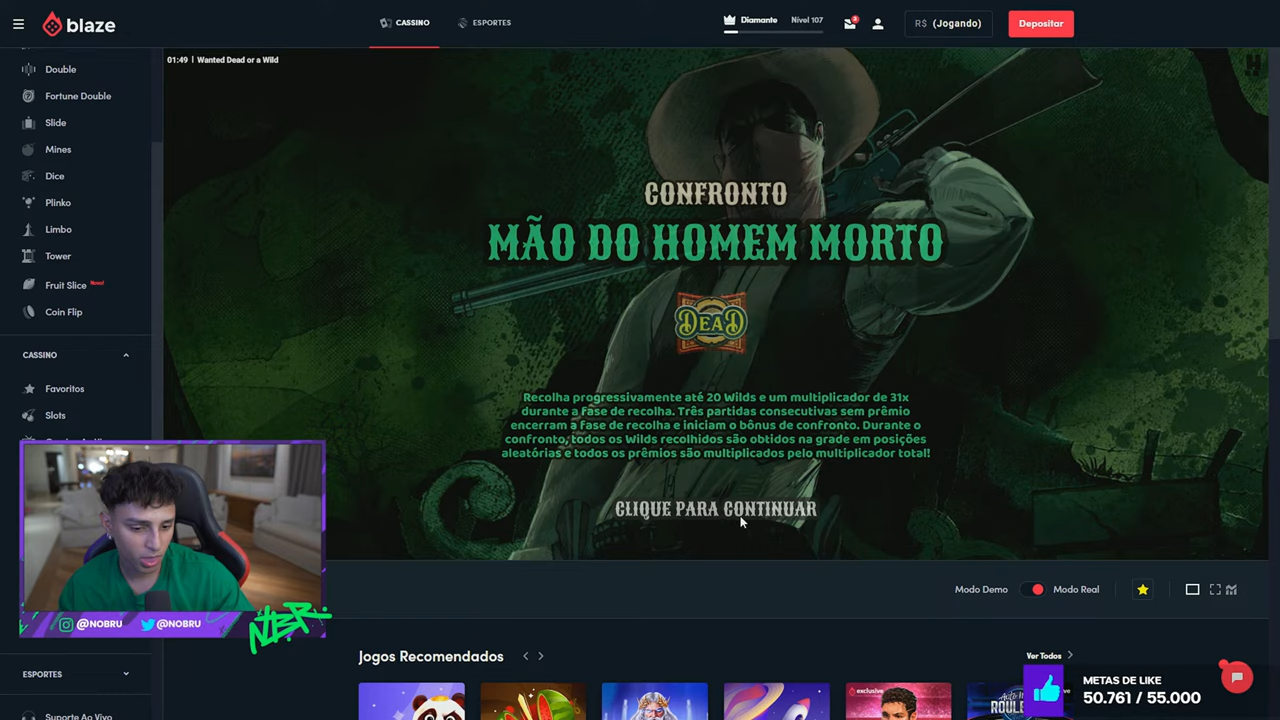 blaze
CASSINO
ESPORTES
Diamante
Nível 107
3
R$ (Jogando)
Depositar
Double
Fortune Double
Slide
Mines
Dice
Plinko
Limbo
Tower
Fruit Slice Novo!
Coin Flip
CASSINO
Favoritos
Slots
01:49 | Wanted Dead or a Wild
CONFRONTO
MÃO DO HOMEM MORTO
DEAD
Recolha progressivamente até 20 Wilds e um multiplicador de 31x
durante a fase de recolha. Três partidas consecutivas sem prêmio
encerram a fase de recolha e iniciam o bônus de confronto. Durante o
confronto, todos os Wilds recolhidos são obtidos na grade em posições
aleatórias e todos os prêmios são multiplicados pelo multiplicador total!
CLIQUE PARA CONTINUAR
Modo Demo
Modo Real
@NOBRU
@NOBRU
NBR
Jogos Recomendados
Ver Todos
ESPORTES
Suporte Ao Vivo
exclusive
METAS DE LIKE
50.761 / 55.000